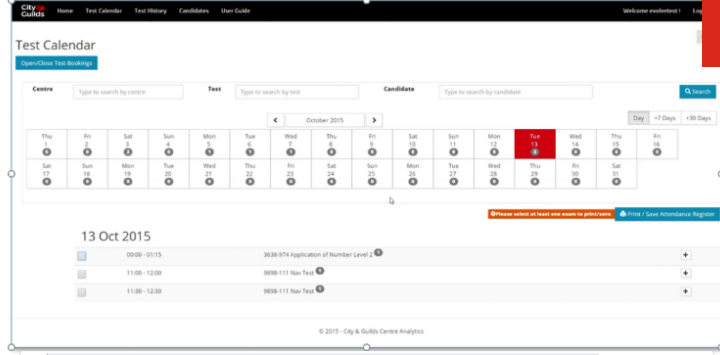 City&
Guilds
Home Test Calendar Test History Candidates User Guide
Test Calendar
Open/Close Test Bookings
Centre Type to search by centre Test Type to search by test Candidate Type to search by candidate Search
< October 2015 >
Day +7 Days +30 Days
Thu Fri Sat Sun Mon Tue Wed Thu Fri Sat Sun Mon Tue Wed Thu Fri
1 2 3 4 5 6 7 8 9 10 11 12 13 14 15 16
Sat Sun Mon Tue Wed Thu Fri Sat Sun Mon Tue Wed Thu Fri Sat
17 18 19 20 21 22 23 24 25 26 27 28 29 30 31
Please select at least one exam to print/save Print / Save Attendance Register
13 Oct 2015
00:00 - 01:15 3638-974 Application of Number Level 2 1 +
11:00 - 12:00 9898-111 Nav Test 1 +
11:30 - 12:30 9898-111 Nav Test 1 +
© 2015 - City & Guilds Centre Analytics